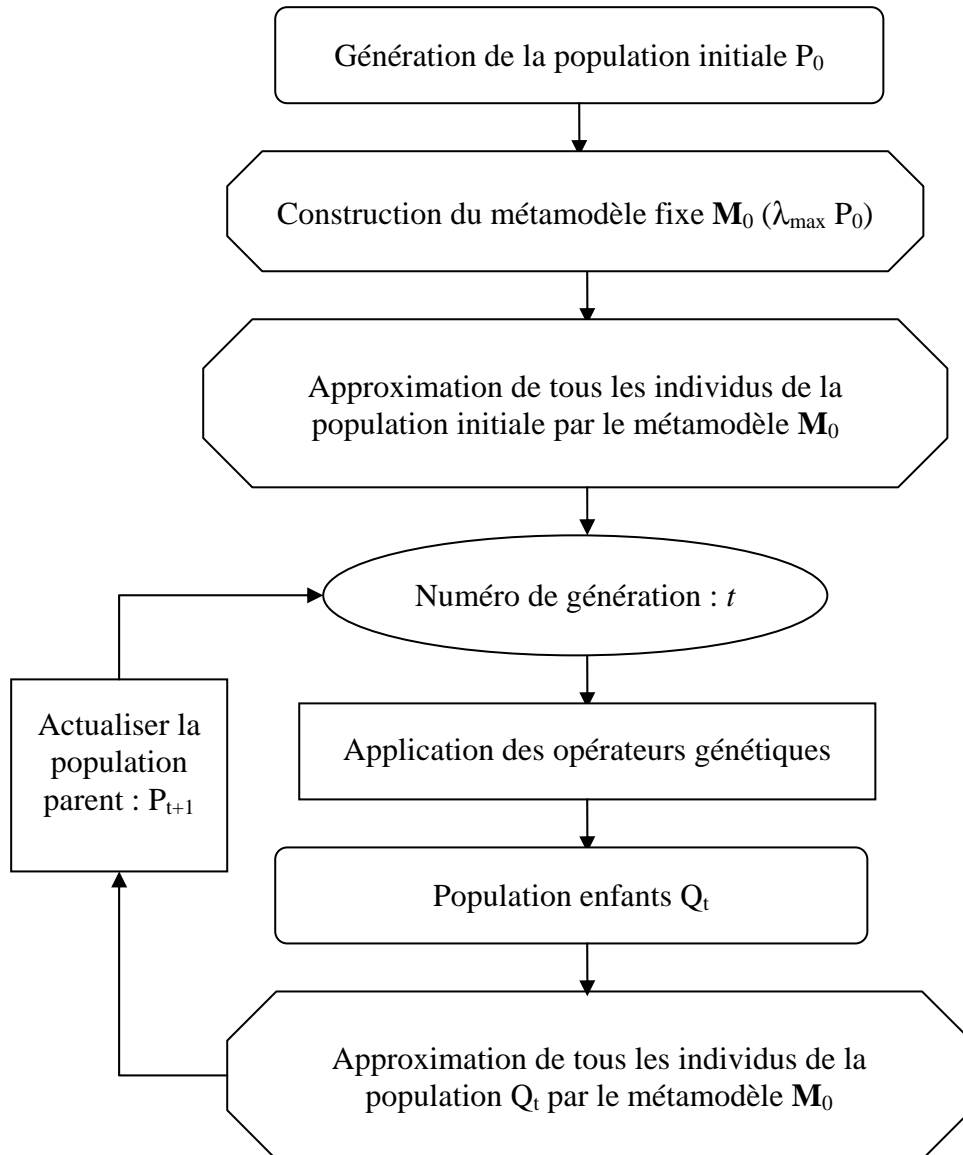 Génération de la population initiale P₀
Construction du métamodèle fixe M₀ (λmax P₀)
Approximation de tous les individus de la
population initiale par le métamodèle M₀
Numéro de génération : t
Actualiser la
population
parent : Pt+1
Application des opérateurs génétiques
Population enfants Qt
Approximation de tous les individus de la
population Qt par le métamodèle M₀